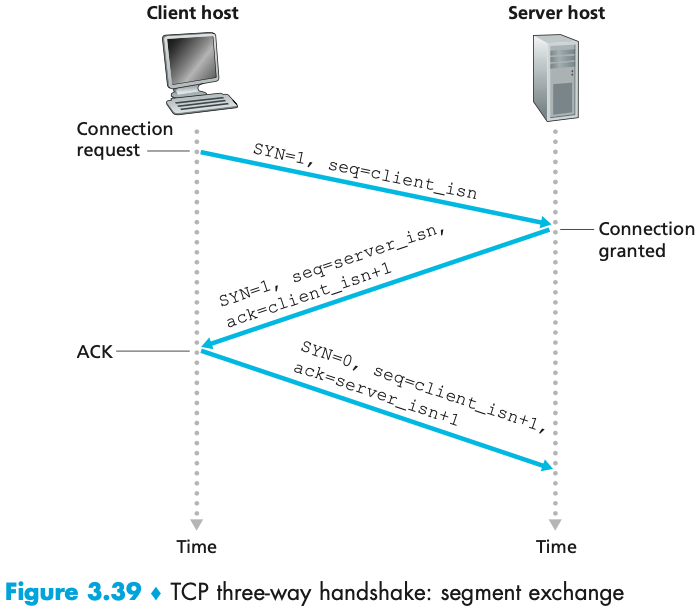 Client host
Server host
Connection
request
SYN=1, seq=client_isn
Connection
granted
SYN=1, seq=server_isn,
ack=client_isn+1
ACK
SYN=0, seq=client_isn+1,
ack=server_isn+1
Time
Time
Figure 3.39 ♦ TCP three-way handshake: segment exchange